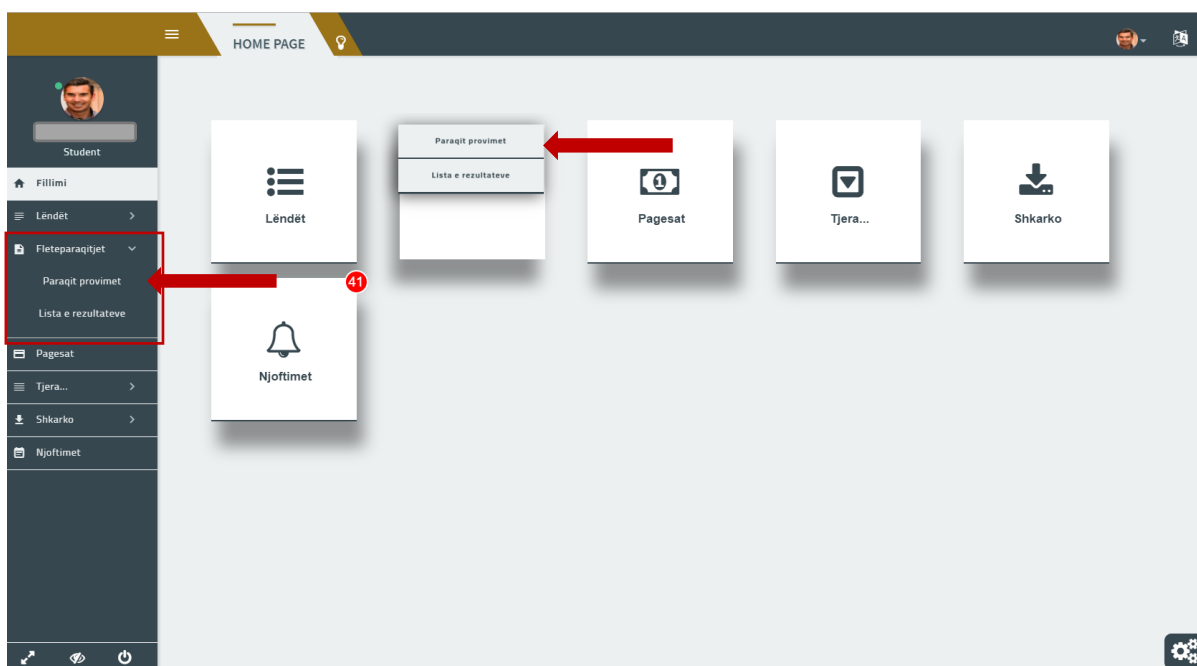 HOME PAGE
Student
Fillimi
Lëndët
Fleteparaqitjet
Paraqit provimet
Lista e rezultateve
Pagesat
Tjera...
Shkarko
Njoftimet
Lëndët
Paraqit provimet
Lista e rezultateve
1
Pagesat
Tjera...
Shkarko
41
Njoftimet